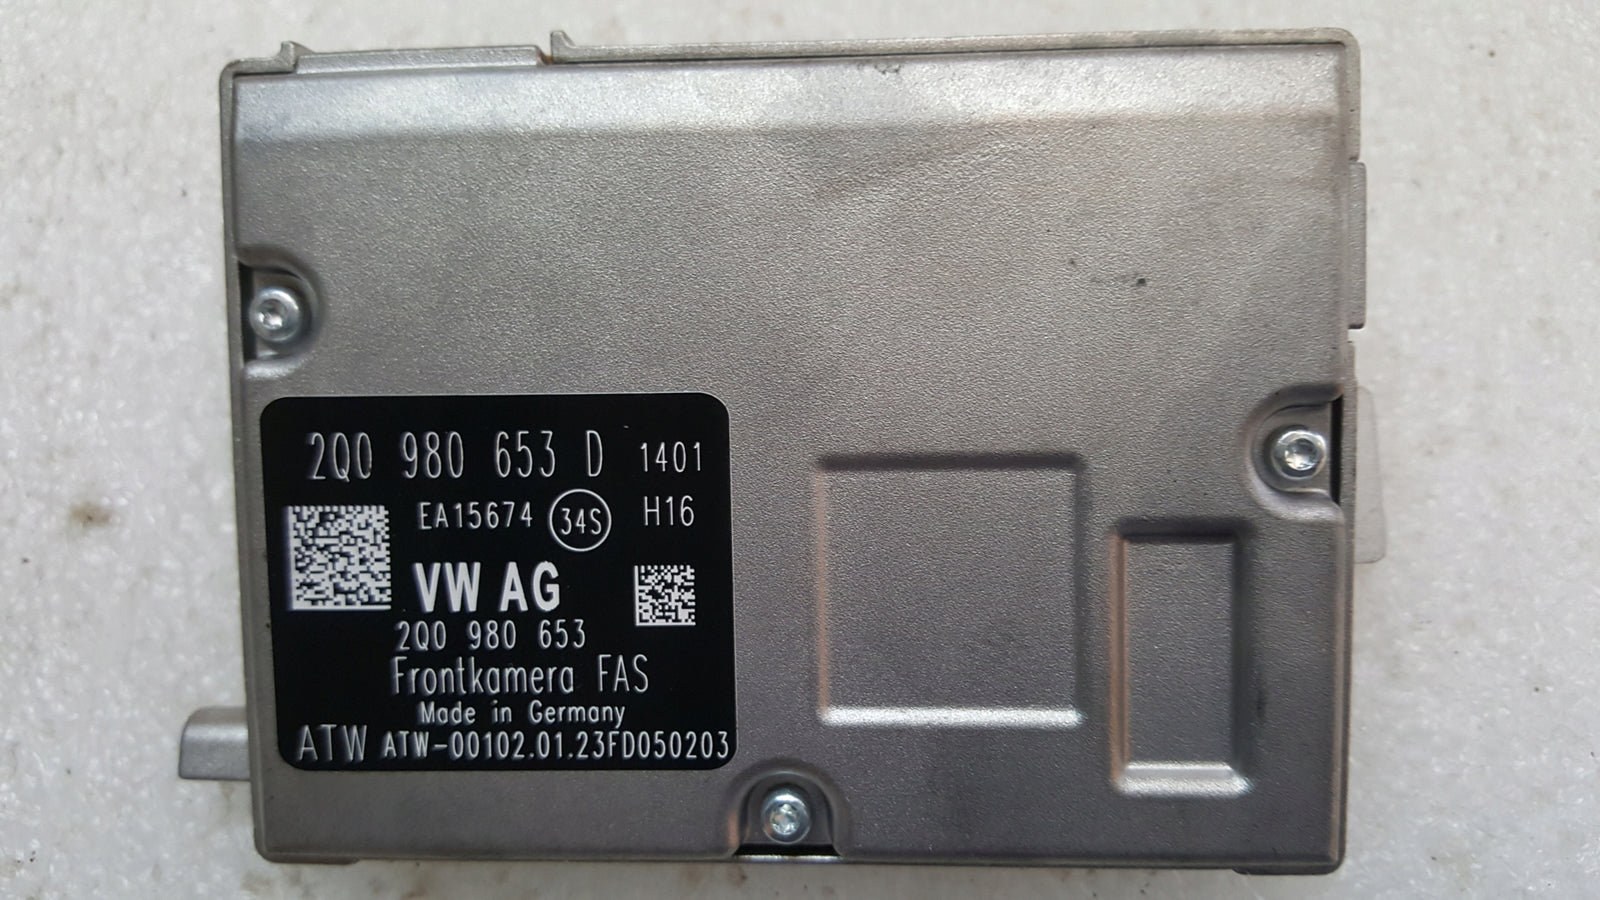 2Q0 980 653 D 1401
EA15674 34S H16
VW AG
2Q0 980 653
Frontkamera FAS
Made in Germany
ATW ATW-00102.01.23FD050203